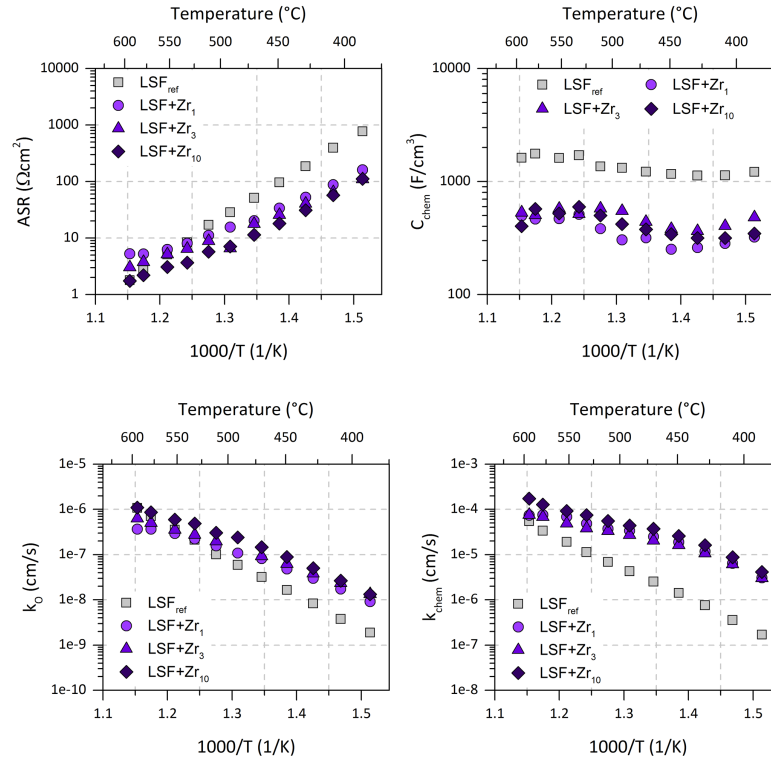 Temperature (°C)
600 550 500 450 400
10000
1000
100
10
1
ASR (Ωcm²)
LSFref
LSF+Zr1
LSF+Zr3
LSF+Zr10
1.1 1.2 1.3 1.4 1.5
1000/T (1/K)
Temperature (°C)
600 550 500 450 400
10000
1000
100
Cchem (F/cm³)
LSFref LSF+Zr1
LSF+Zr3 LSF+Zr10
1.1 1.2 1.3 1.4 1.5
1000/T (1/K)
Temperature (°C)
600 550 500 450 400
1e-5
1e-6
1e-7
1e-8
1e-9
1e-10
kO (cm/s)
LSFref
LSF+Zr1
LSF+Zr3
LSF+Zr10
1.1 1.2 1.3 1.4 1.5
1000/T (1/K)
Temperature (°C)
600 550 500 450 400
1e-3
1e-4
1e-5
1e-6
1e-7
1e-8
kchem (cm/s)
LSFref
LSF+Zr1
LSF+Zr3
LSF+Zr10
1.1 1.2 1.3 1.4 1.5
1000/T (1/K)